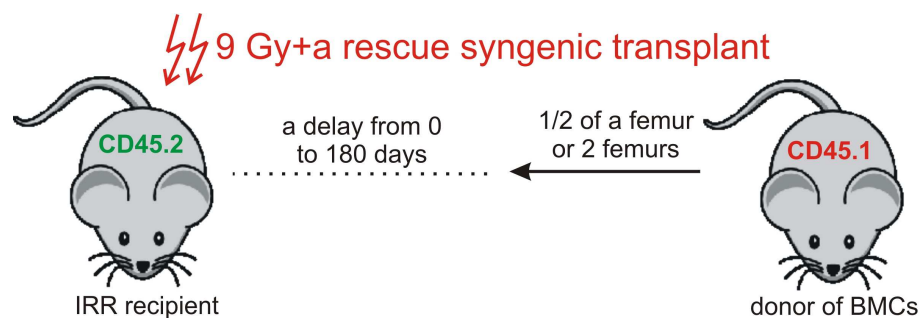 9 Gy+a rescue syngenic transplant
CD45.2
a delay from 0
to 180 days
1/2 of a femur
or 2 femurs
CD45.1
IRR recipient
donor of BMCs